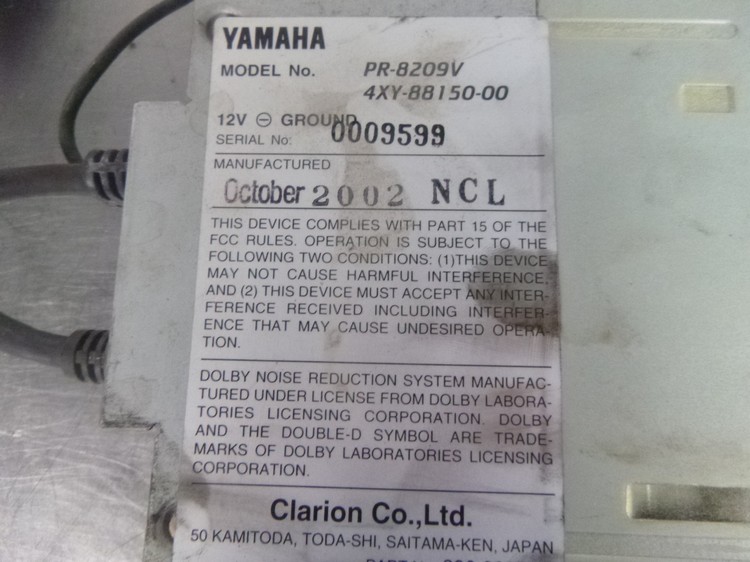 YAMAHA
MODEL No. PR-8209V
4XY-88150-00
12V ⊖ GROUND
SERIAL No: 0009599
MANUFACTURED
October 2002 NCL
THIS DEVICE COMPLIES WITH PART 15 OF THE
FCC RULES. OPERATION IS SUBJECT TO THE
FOLLOWING TWO CONDITIONS: (1)THIS DEVICE
MAY NOT CAUSE HARMFUL INTERFERENCE,
AND (2) THIS DEVICE MUST ACCEPT ANY INTER-
FERENCE RECEIVED INCLUDING INTERFER-
ENCE THAT MAY CAUSE UNDESIRED OPERA-
TION.
DOLBY NOISE REDUCTION SYSTEM MANUFAC-
TURED UNDER LICENSE FROM DOLBY LABORA-
TORIES LICENSING CORPORATION. DOLBY
AND THE DOUBLE-D SYMBOL ARE TRADE-
MARKS OF DOLBY LABORATORIES LICENSING
CORPORATION.
Clarion Co.,Ltd.
50 KAMITODA, TODA-SHI, SAITAMA-KEN, JAPAN